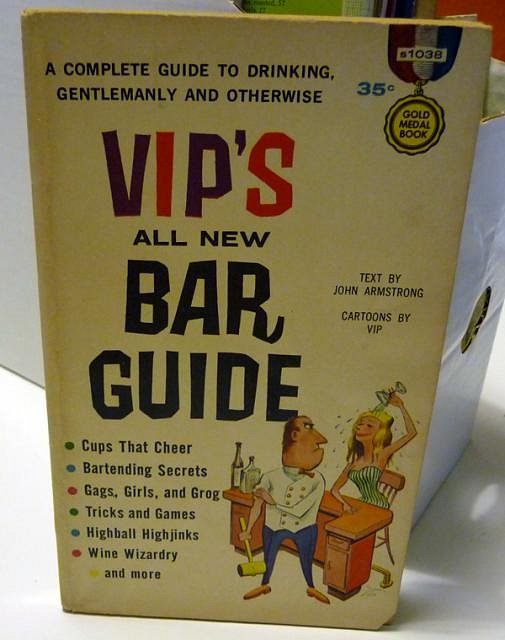 A COMPLETE GUIDE TO DRINKING,
GENTLEMANLY AND OTHERWISE
35¢
s1038
GOLD
MEDAL
BOOK
VIP'S
ALL NEW
BAR
GUIDE
TEXT BY
JOHN ARMSTRONG
CARTOONS BY
VIP
Cups That Cheer
Bartending Secrets
Gags, Girls, and Grog
Tricks and Games
Highball Highjinks
Wine Wizardry
and more